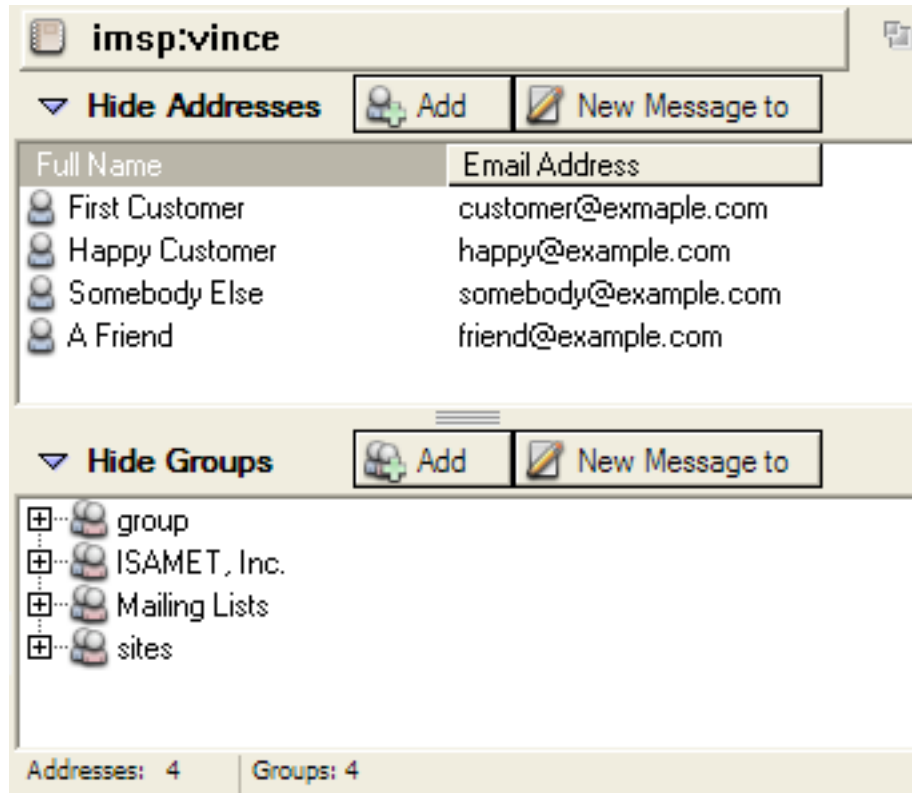 imsp:vince
Hide Addresses Add New Message to
Full Name Email Address
First Customer customer@exmaple.com
Happy Customer happy@example.com
Somebody Else somebody@example.com
A Friend friend@example.com
Hide Groups Add New Message to
group
ISAMET, Inc.
Mailing Lists
sites
Addresses: 4 Groups: 4